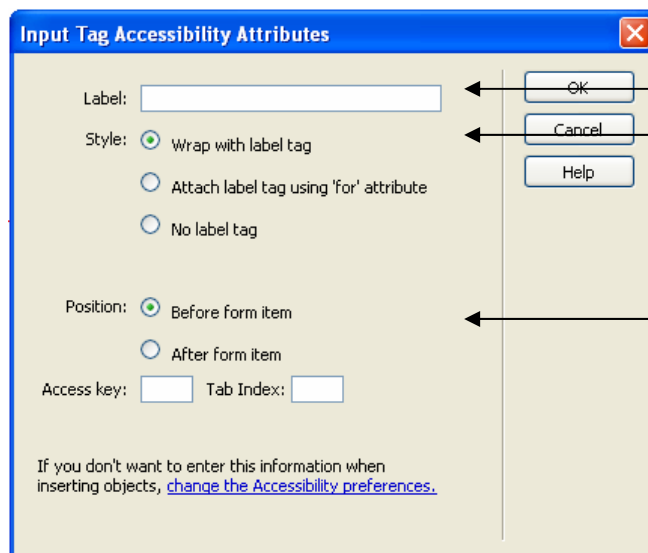 Input Tag Accessibility Attributes
Label:
OK
Style:
Wrap with label tag
Cancel
Attach label tag using 'for' attribute
Help
No label tag
Position:
Before form item
After form item
Access key:
Tab Index:
If you don't want to enter this information when
inserting objects, change the Accessibility preferences.